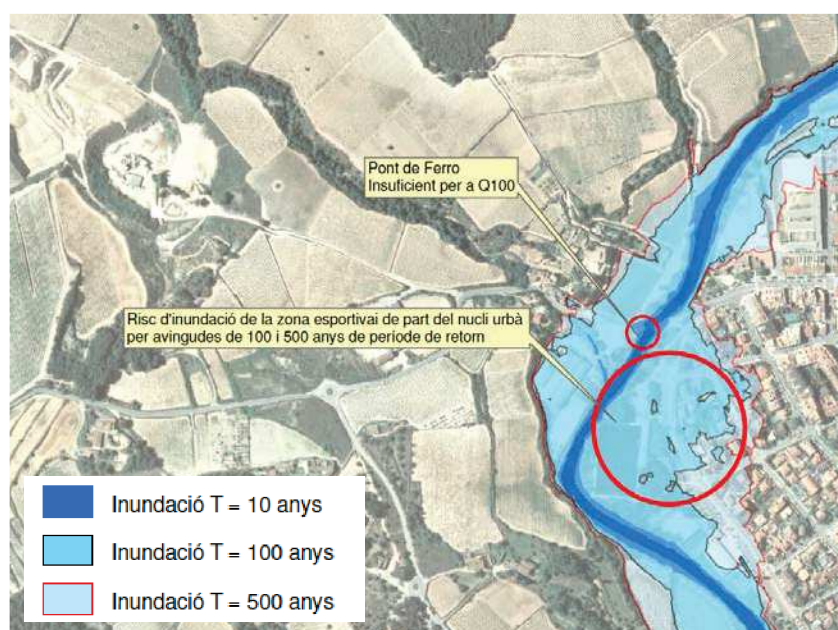 Pont de Ferro
Insuficient per a Q100
Risc d'inundació de la zona esportivai de part del nucli urbà
per avingudes de 100 i 500 anys de període de retorn
Inundació T = 10 anys
Inundació T = 100 anys
Inundació T = 500 anys